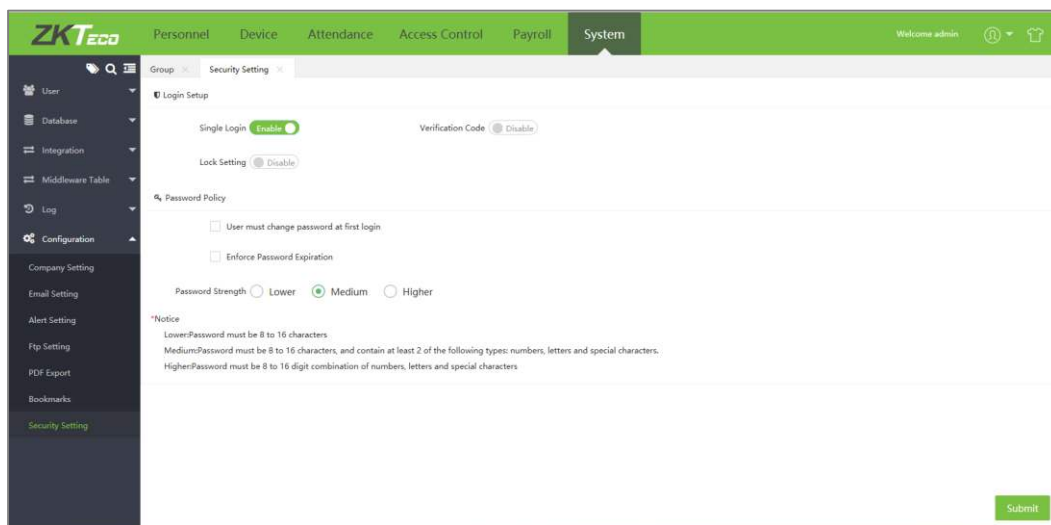 ZKTeco
Personnel Device Attendance Access Control Payroll System
Welcome admin
Group Security Setting
User
Database
Integration
Middleware Table
Log
Configuration
Company Setting
Email Setting
Alert Setting
Ftp Setting
PDF Export
Bookmarks
Security Setting
Login Setup
Single Login Enable Verification Code Disable
Lock Setting Disable
Password Policy
User must change password at first login
Enforce Password Expiration
Password Strength Lower Medium Higher
*Notice
Lower:Password must be 8 to 16 characters
Medium:Password must be 8 to 16 characters, and contain at least 2 of the following types: numbers, letters and special characters.
Higher:Password must be 8 to 16 digit combination of numbers, letters and special characters
Submit